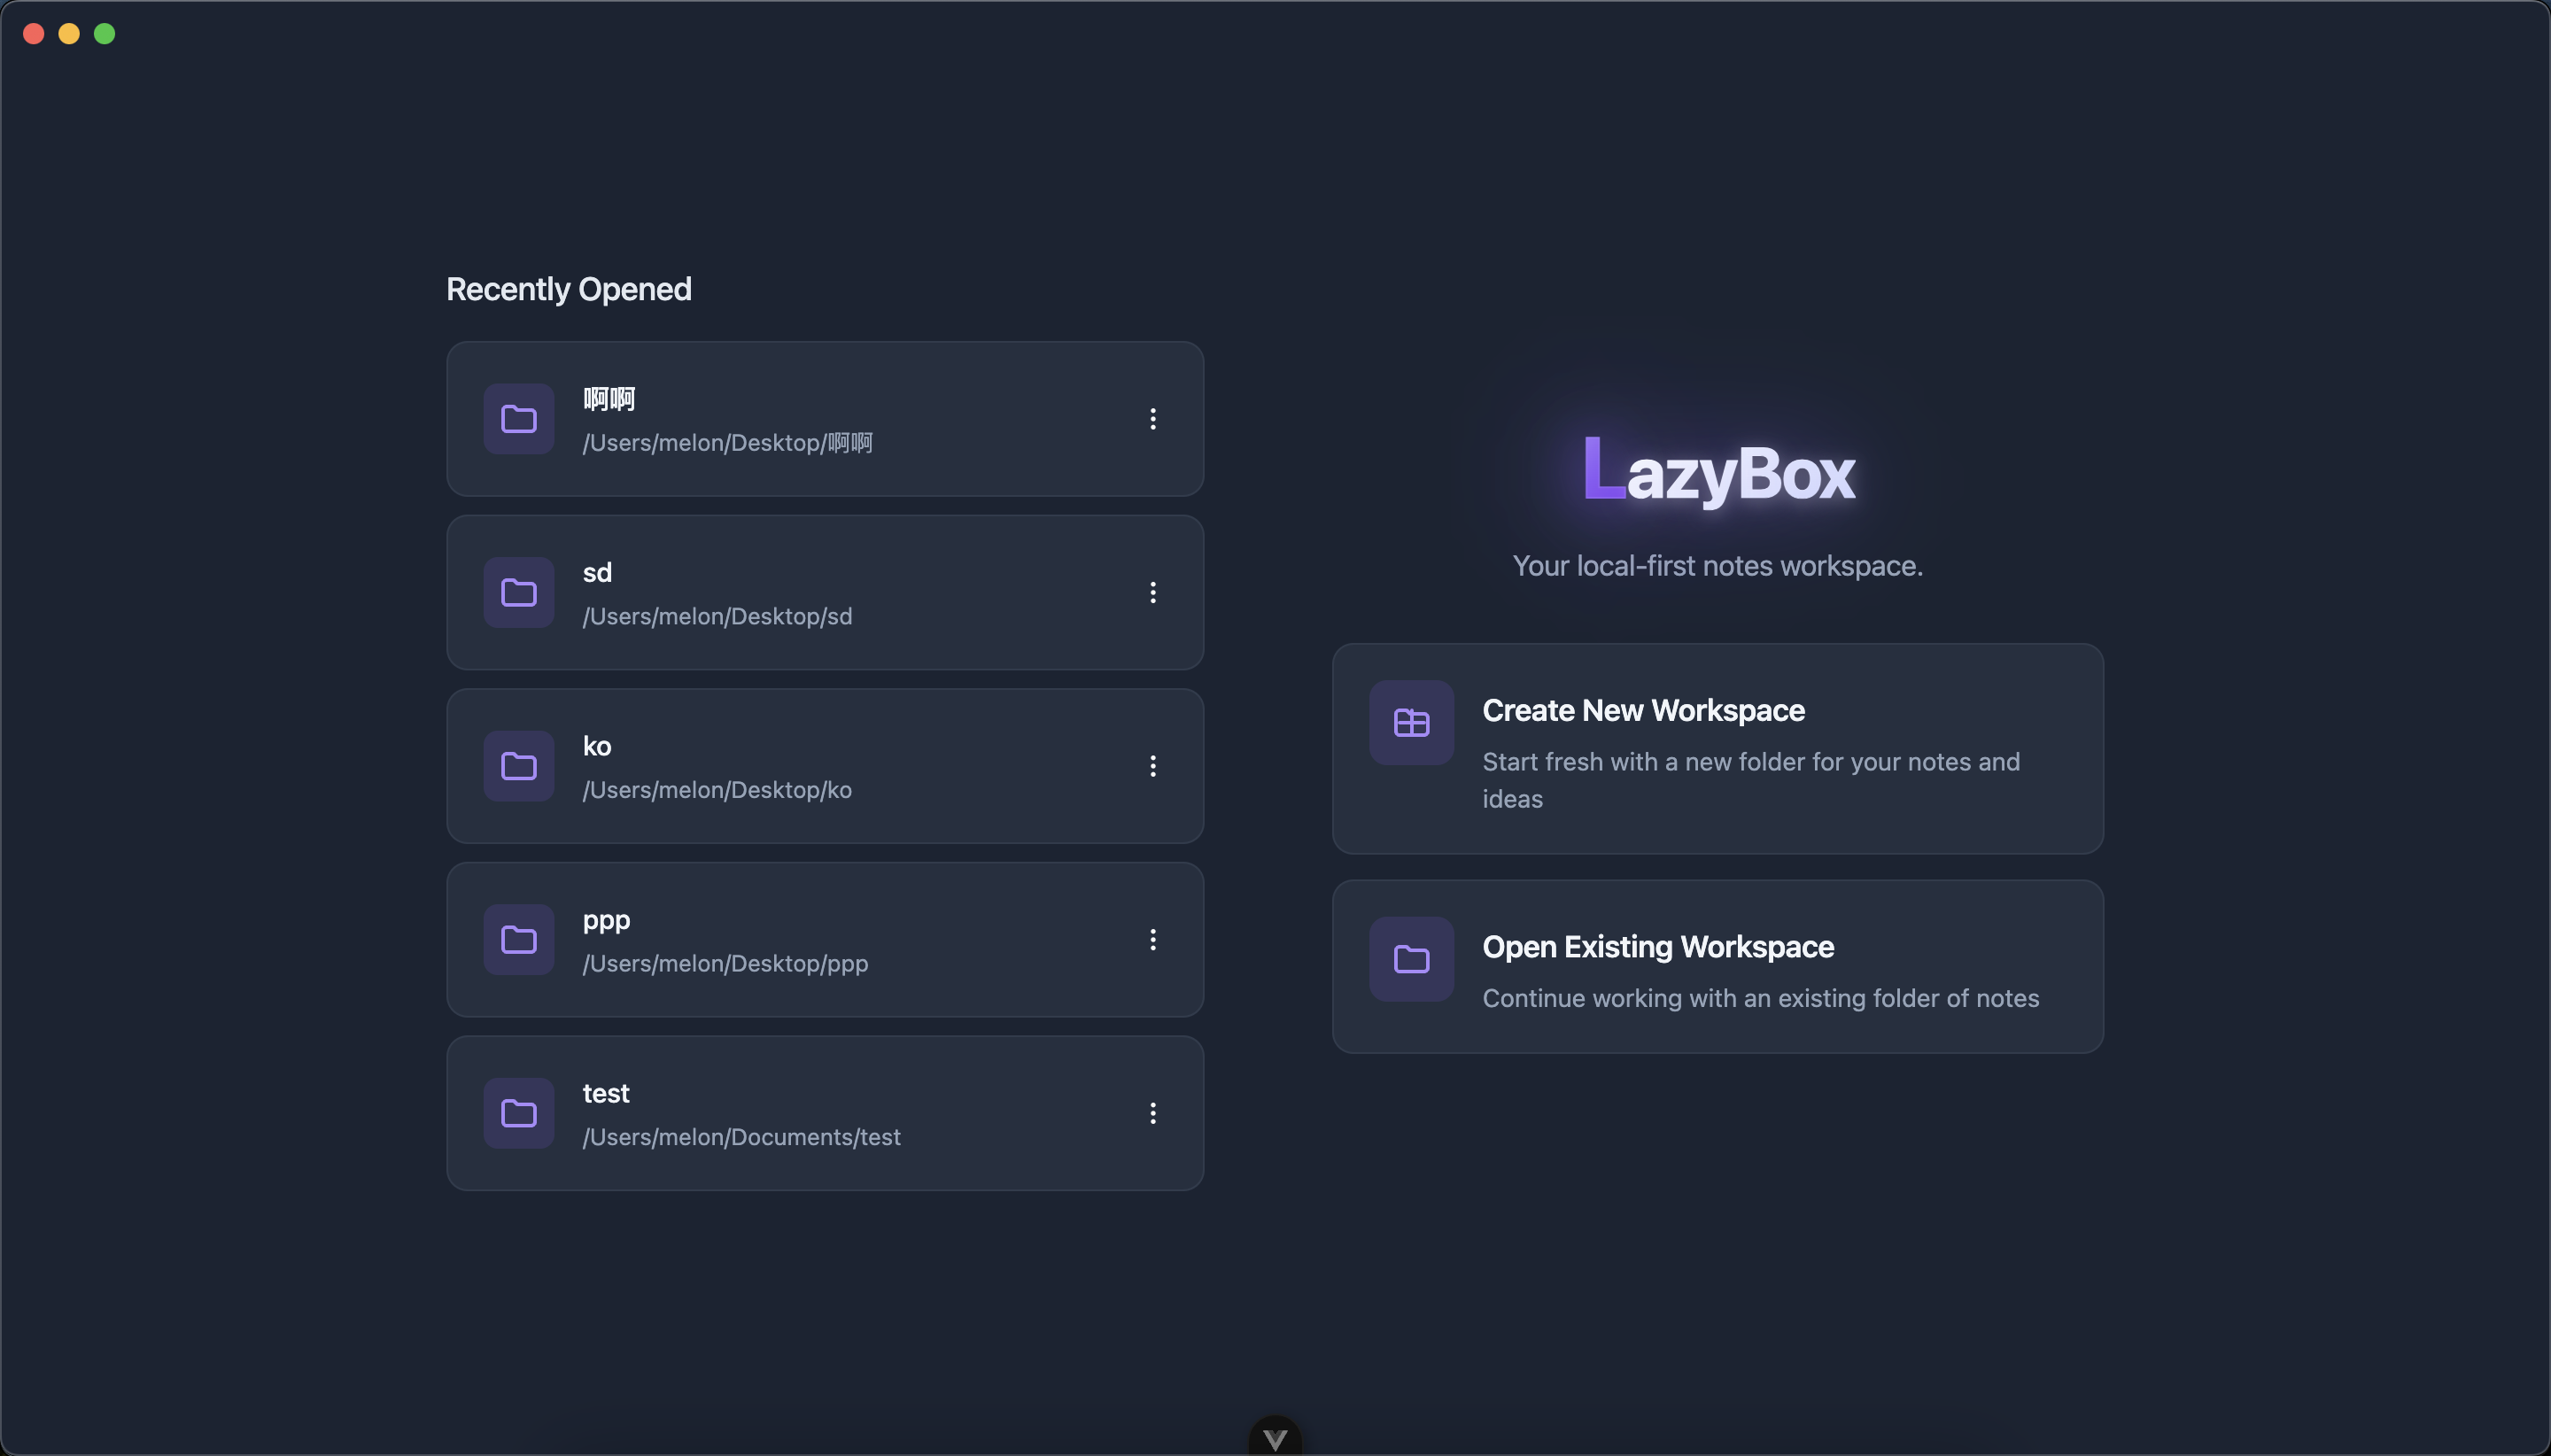 Recently Opened
啊啊
/Users/melon/Desktop/啊啊
sd
/Users/melon/Desktop/sd
ko
/Users/melon/Desktop/ko
ppp
/Users/melon/Desktop/ppp
test
/Users/melon/Documents/test
LazyBox
Your local-first notes workspace.
Create New Workspace
Start fresh with a new folder for your notes and
ideas
Open Existing Workspace
Continue working with an existing folder of notes